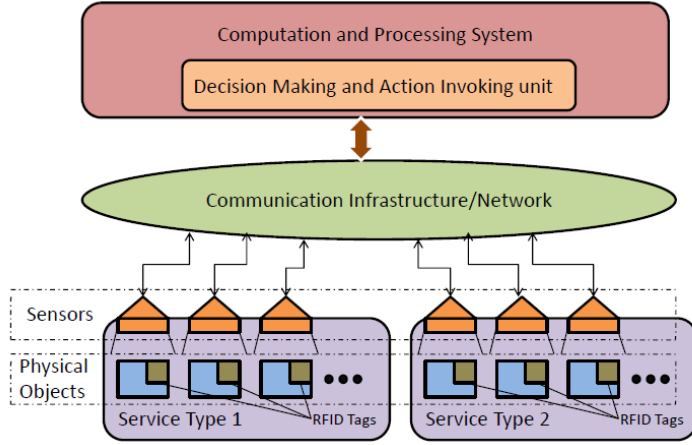 Computation and Processing System
Decision Making and Action Invoking unit
Communication Infrastructure/Network
Sensors
Physical
Objects
Service Type 1
RFID Tags
Service Type 2
RFID Tags